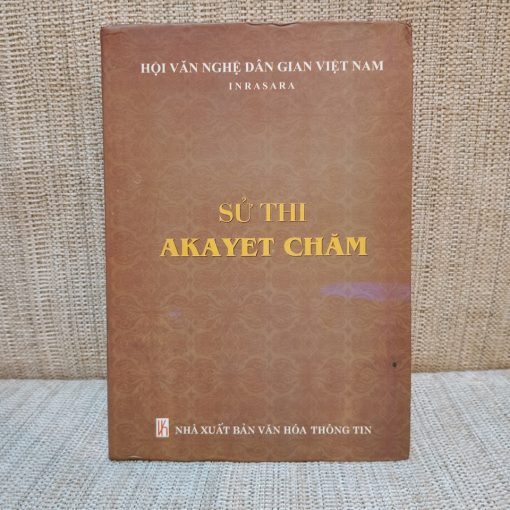 HỘI VĂN NGHỆ DÂN GIAN VIỆT NAM
INRASARA
SỬ THI
AKAYET CHĂM
NHÀ XUẤT BẢN VĂN HÓA THÔNG TIN